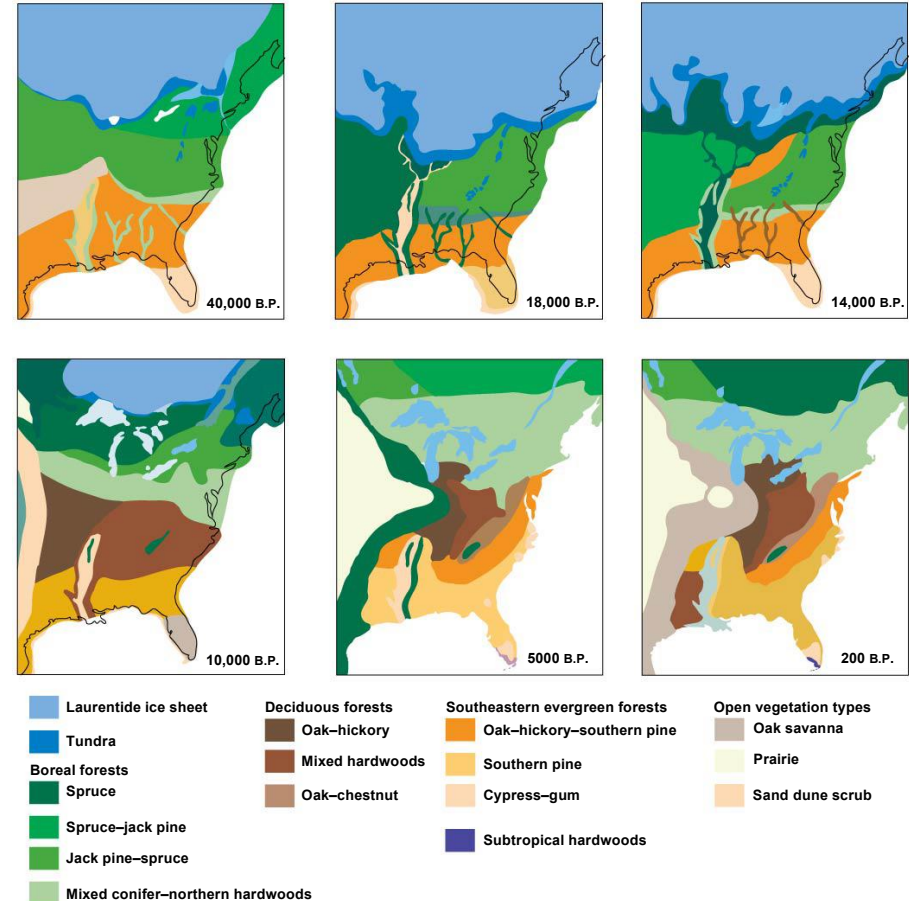 40,000 B.P.
18,000 B.P.
14,000 B.P.
10,000 B.P.
5000 B.P.
200 B.P.
Laurentide ice sheet
Tundra
Boreal forests
Spruce
Spruce–jack pine
Jack pine–spruce
Mixed conifer–northern hardwoods
Deciduous forests
Oak–hickory
Mixed hardwoods
Oak–chestnut
Southeastern evergreen forests
Oak–hickory–southern pine
Southern pine
Cypress–gum
Subtropical hardwoods
Open vegetation types
Oak savanna
Prairie
Sand dune scrub